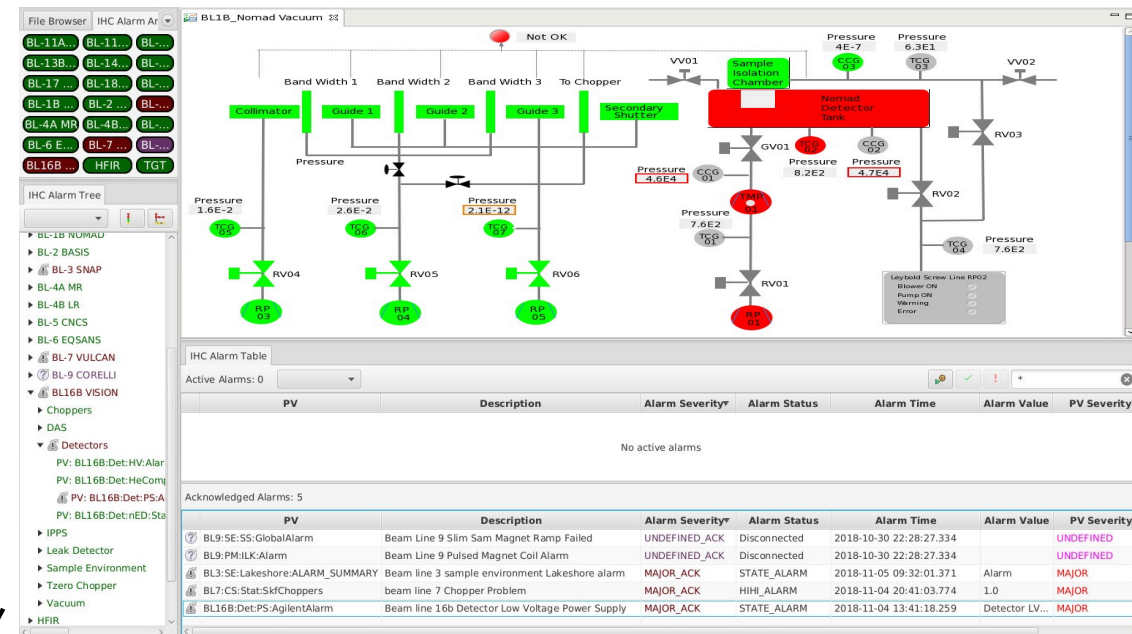 File Browser
IHC Alarm Ar
BL1B_Nomad Vacuum
BL-11A...
BL-11...
BL-...
BL-13B...
BL-14...
BL-...
BL-17 ...
BL-18...
BL-...
BL-1B ...
BL-2 ...
BL-...
BL-4A MR
BL-4B...
BL-...
BL-6 E...
BL-7 ...
BL-...
BL16B ...
HFIR
TGT
IHC Alarm Tree
BL-1B NOMAD
BL-2 BASIS
BL-3 SNAP
BL-4A MR
BL-4B LR
BL-5 CNCS
BL-6 EQSANS
BL-7 VULCAN
BL-9 CORELLI
BL16B VISION
Choppers
DAS
Detectors
PV: BL16B:Det:HV:Alar
PV: BL16B:Det:HeComp
PV: BL16B:Det:PS:A
PV: BL16B:Det:nED:Sta
IPPS
Leak Detector
Sample Environment
Tzero Chopper
Vacuum
HFIR
Not OK
Band Width 1
Band Width 2
Band Width 3
To Chopper
Collimator
Guide 1
Guide 2
Guide 3
Secondary
Shutter
Pressure
Pressure
1.6E-2
Pressure
2.6E-2
Pressure
2.1E-12
TCG
05
TCG
06
TCG
07
RV04
RV05
RV06
RP
03
RP
04
RP
05
VV01
Sample
Isolation
Chamber
Pressure
4E-7
Pressure
6.3E1
CCG
03
TCG
03
VV02
Nomad
Detector
Tank
GV01
TCG
02
CCG
02
RV03
Pressure
8.2E2
Pressure
4.7E4
Pressure
4.6E4
CCG
01
TMP
01
RV02
Pressure
7.6E2
TCG
01
TCG
04
Pressure
7.6E2
RV01
RP
01
Leybold Screw Line RP02
Blower ON
Pump ON
Warning
Error
IHC Alarm Table
Active Alarms: 0
*
PV Description Alarm Severity Alarm Status Alarm Time Alarm Value PV Severity
No active alarms
Acknowledged Alarms: 5
PV Description Alarm Severity Alarm Status Alarm Time Alarm Value PV Severity
BL9:SE:SS:GlobalAlarm Beam Line 9 Slim Sam Magnet Ramp Failed UNDEFINED_ACK Disconnected 2018-10-30 22:28:27.334 UNDEFINED
BL9:PM:ILK:Alarm Beam Line 9 Pulsed Magnet Coil Alarm UNDEFINED_ACK Disconnected 2018-10-30 22:28:27.334 UNDEFINED
BL3:SE:Lakeshore:ALARM_SUMMARY Beam line 3 sample environment Lakeshore alarm MAJOR_ACK STATE_ALARM 2018-11-05 09:32:01.371 Alarm MAJOR
BL7:CS:Stat:SkfChoppers beam line 7 Chopper Problem MAJOR_ACK HIHI_ALARM 2018-11-04 20:41:03.774 1.0 MAJOR
BL16B:Det:PS:AgilentAlarm Beam line 16b Detector Low Voltage Power Supply MAJOR_ACK STATE_ALARM 2018-11-04 13:41:18.259 Detector LV... MAJOR